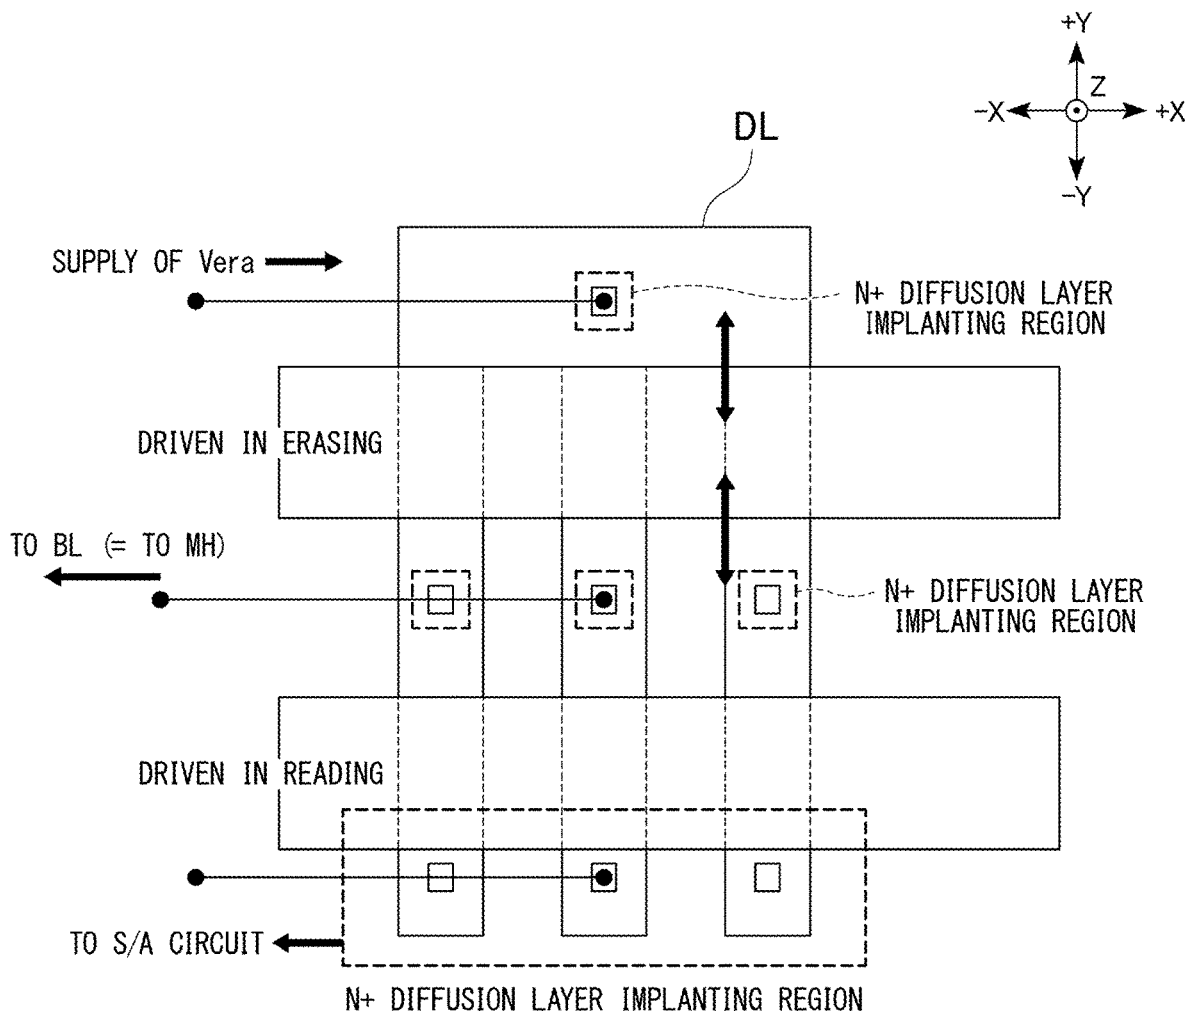 +Y
Z
-X
+X
-Y
DL
SUPPLY OF Vera
N+ DIFFUSION LAYER
IMPLANTING REGION
DRIVEN IN ERASING
TO BL (= TO MH)
N+ DIFFUSION LAYER
IMPLANTING REGION
DRIVEN IN READING
TO S/A CIRCUIT
N+ DIFFUSION LAYER IMPLANTING REGION